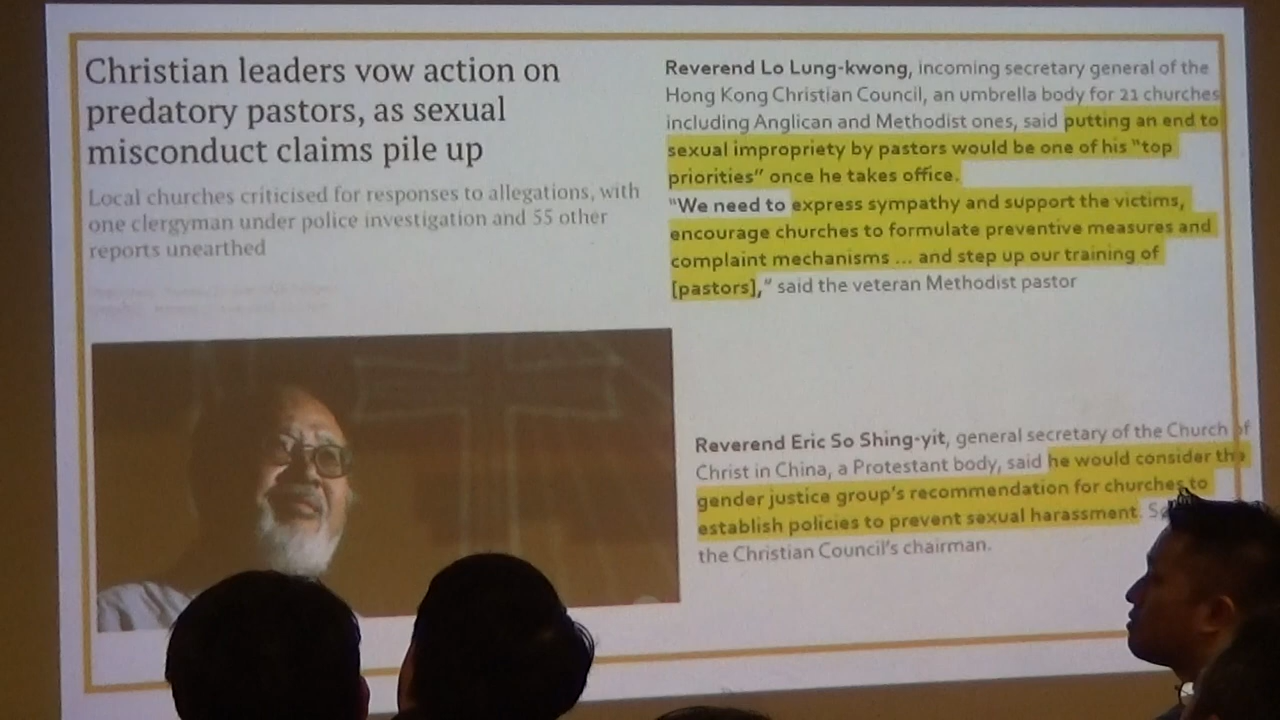 Christian leaders vow action on
predatory pastors, as sexual
misconduct claims pile up
Local churches criticised for responses to allegations, with
one clergyman under police investigation and 55 other
reports unearthed
Reverend Lo Lung-kwong, incoming secretary general of the
Hong Kong Christian Council, an umbrella body for 21 churches
including Anglican and Methodist ones, said putting an end to
sexual impropriety by pastors would be one of his "top
priorities" once he takes office.
"We need to express sympathy and support the victims,
encourage churches to formulate preventive measures and
complaint mechanisms ... and step up our training of
[pastors]," said the veteran Methodist pastor
Reverend Eric So Shing-yit, general secretary of the Church of
Christ in China, a Protestant body, said he would consider the
gender justice group's recommendation for churches to
establish policies to prevent sexual harassment.
the Christian Council's chairman.